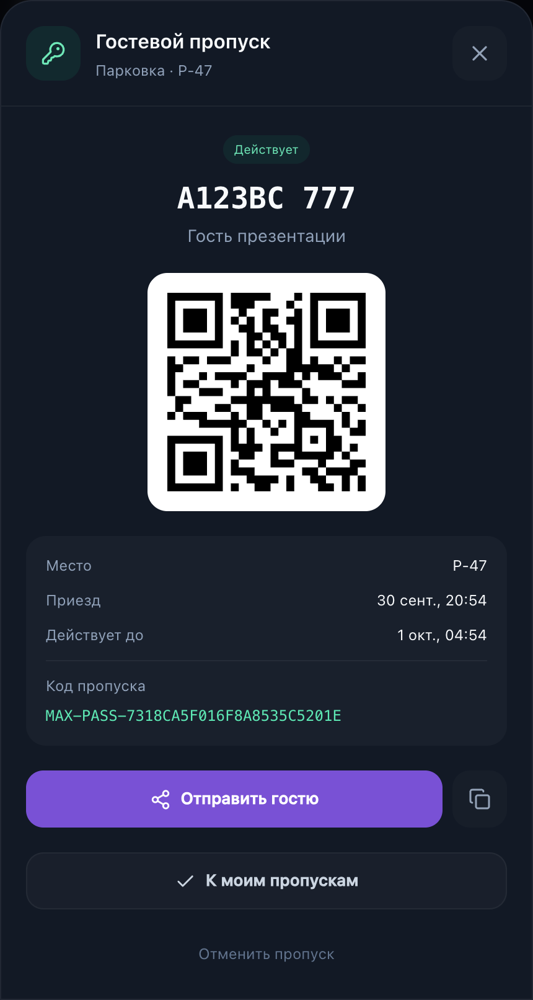 Гостевой пропуск
Парковка · P-47
Действует
А123ВС 777
Гость презентации
Место
P-47
Приезд
30 сент., 20:54
Действует до
1 окт., 04:54
Код пропуска
MAX-PASS-7318CA5F016F8A8535C5201E
Отправить гостю
К моим пропускам
Отменить пропуск